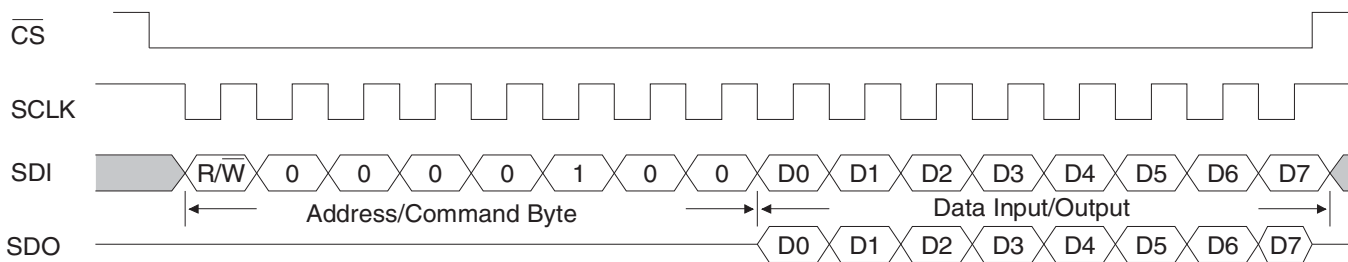 C̅S̅
SCLK
SDI R/W̅ 0 0 0 0 1 0 0 D0 D1 D2 D3 D4 D5 D6 D7
Address/Command Byte Data Input/Output
SDO D0 D1 D2 D3 D4 D5 D6 D7